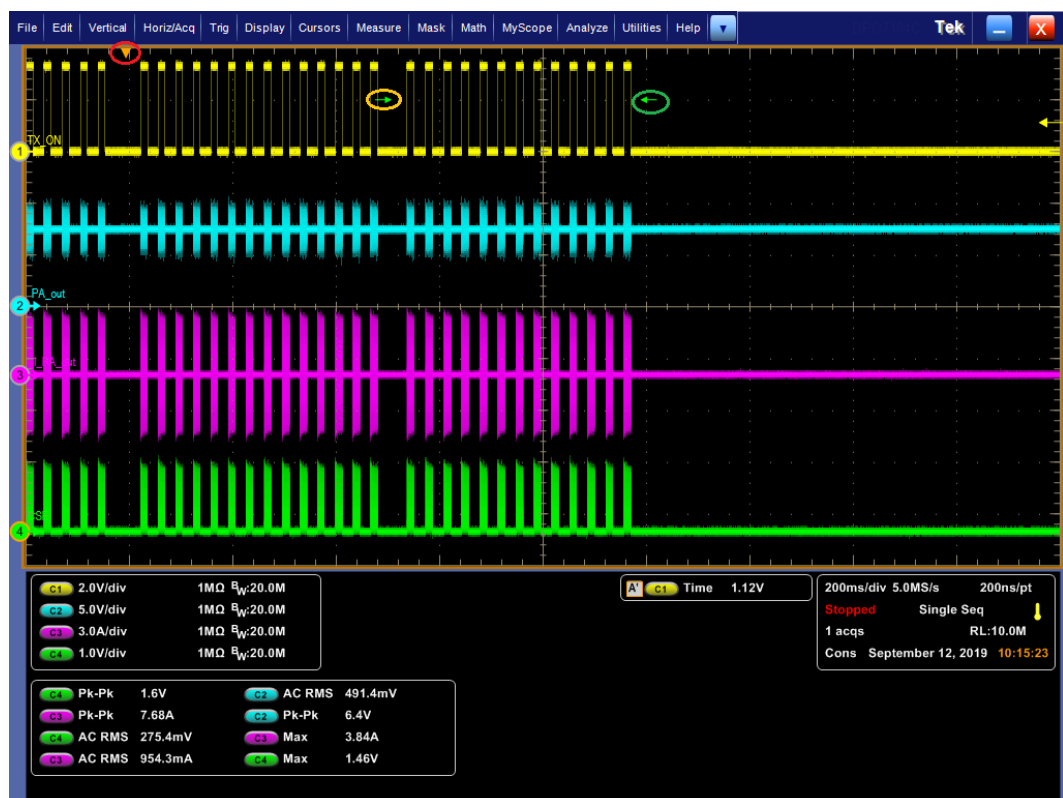 File Edit Vertical Horiz/Acq Trig Display Cursors Measure Mask Math MyScope Analyze Utilities Help Tek X
TX_ON
1
PA_out
2
3
4
C1 2.0V/div 1MΩ BW:20.0M
C2 5.0V/div 1MΩ BW:20.0M
C3 3.0A/div 1MΩ BW:20.0M
C4 1.0V/div 1MΩ BW:20.0M
A' C1 Time 1.12V
200ms/div 5.0MS/s 200ns/pt
Stopped Single Seq
1 acqs RL:10.0M
Cons September 12, 2019 10:15:23
C4 Pk-Pk 1.6V C2 AC RMS 491.4mV
C3 Pk-Pk 7.68A C2 Pk-Pk 6.4V
C4 AC RMS 275.4mV C3 Max 3.84A
C3 AC RMS 954.3mA C4 Max 1.46V